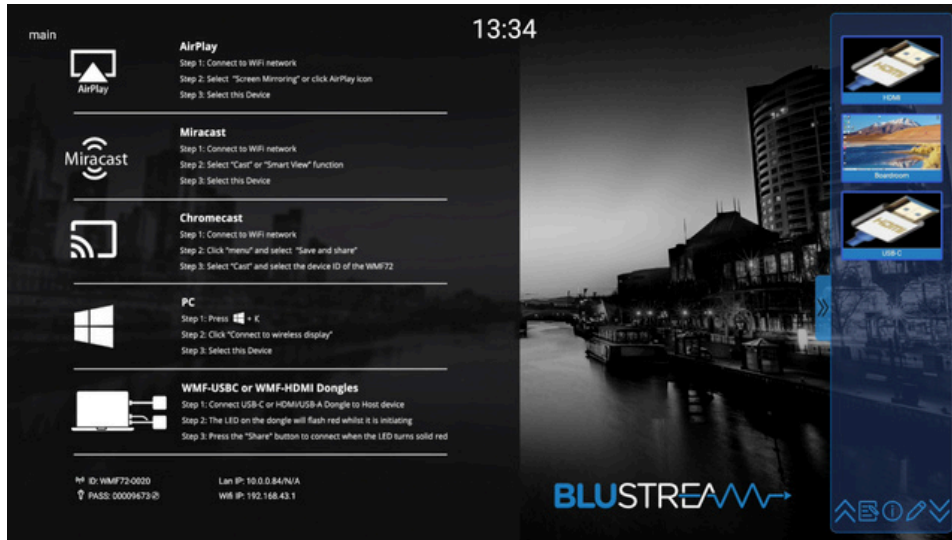 main
13:34
AirPlay
AirPlay
Step 1: Connect to WiFi network
Step 2: Select "Screen Mirroring" or click AirPlay icon
Step 3: Select this Device
Miracast
Miracast
Step 1: Connect to WiFi network
Step 2: Select "Cast" or "Smart View" function
Step 3: Select this Device
Chromecast
Step 1: Connect to WiFi network
Step 2: Click "menu" and select "Save and share"
Step 3: Select "Cast" and select the device ID of the WMF72
PC
Step 1: Press + K
Step 2: Click "Connect to wireless display"
Step 3: Select this Device
WMF-USBC or WMF-HDMI Dongles
Step 1: Connect USB-C or HDMI/USB-A Dongle to Host device
Step 2: The LED on the dongle will flash red whilst it is initiating
Step 3: Press the "Share" button to connect when the LED turns solid red
ID: WMF72-0020
Lan IP: 10.0.0.84/N/A
PASS: 00009673
Wifi IP: 192.168.43.1
BLUSTREAM
HDMI
HDMI
Boardroom
HDMI
USB-C